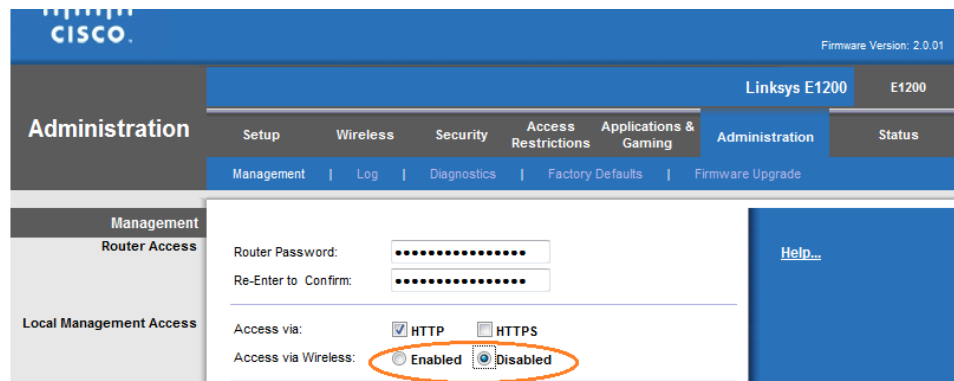 CISCO.
Firmware Version: 2.0.01
Linksys E1200 E1200
Administration
Setup Wireless Security Access Restrictions Applications & Gaming Administration Status
Management | Log | Diagnostics | Factory Defaults | Firmware Upgrade
Management
Router Access
Router Password: ••••••••••••••••
Help...
Re-Enter to Confirm: ••••••••••••••••
Local Management Access
Access via: HTTP HTTPS
Access via Wireless: Enabled Disabled